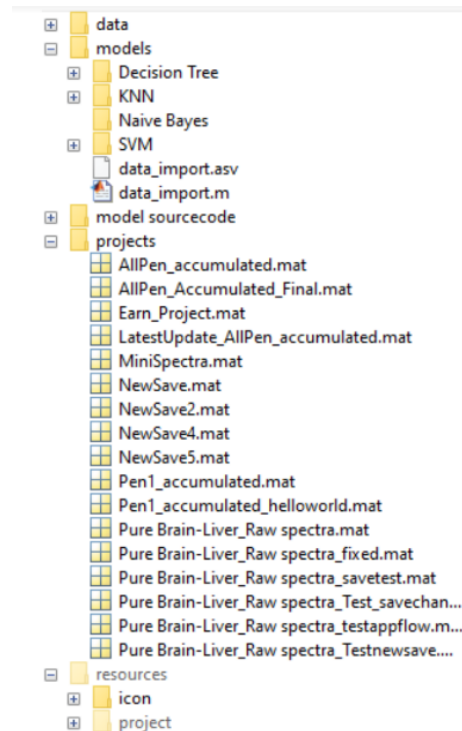 data
models
Decision Tree
KNN
Naive Bayes
SVM
data_import.asv
data_import.m
model sourcecode
projects
AllPen_accumulated.mat
AllPen_Accumulated_Final.mat
Earn_Project.mat
LatestUpdate_AllPen_accumulated.mat
MiniSpectra.mat
NewSave.mat
NewSave2.mat
NewSave4.mat
NewSave5.mat
Pen1_accumulated.mat
Pen1_accumulated_helloworld.mat
Pure Brain-Liver_Raw spectra.mat
Pure Brain-Liver_Raw spectra_fixed.mat
Pure Brain-Liver_Raw spectra_savetest.mat
Pure Brain-Liver_Raw spectra_Test_savechan...
Pure Brain-Liver_Raw spectra_testappflow.m...
Pure Brain-Liver_Raw spectra_Testnewsave....
resources
icon
project